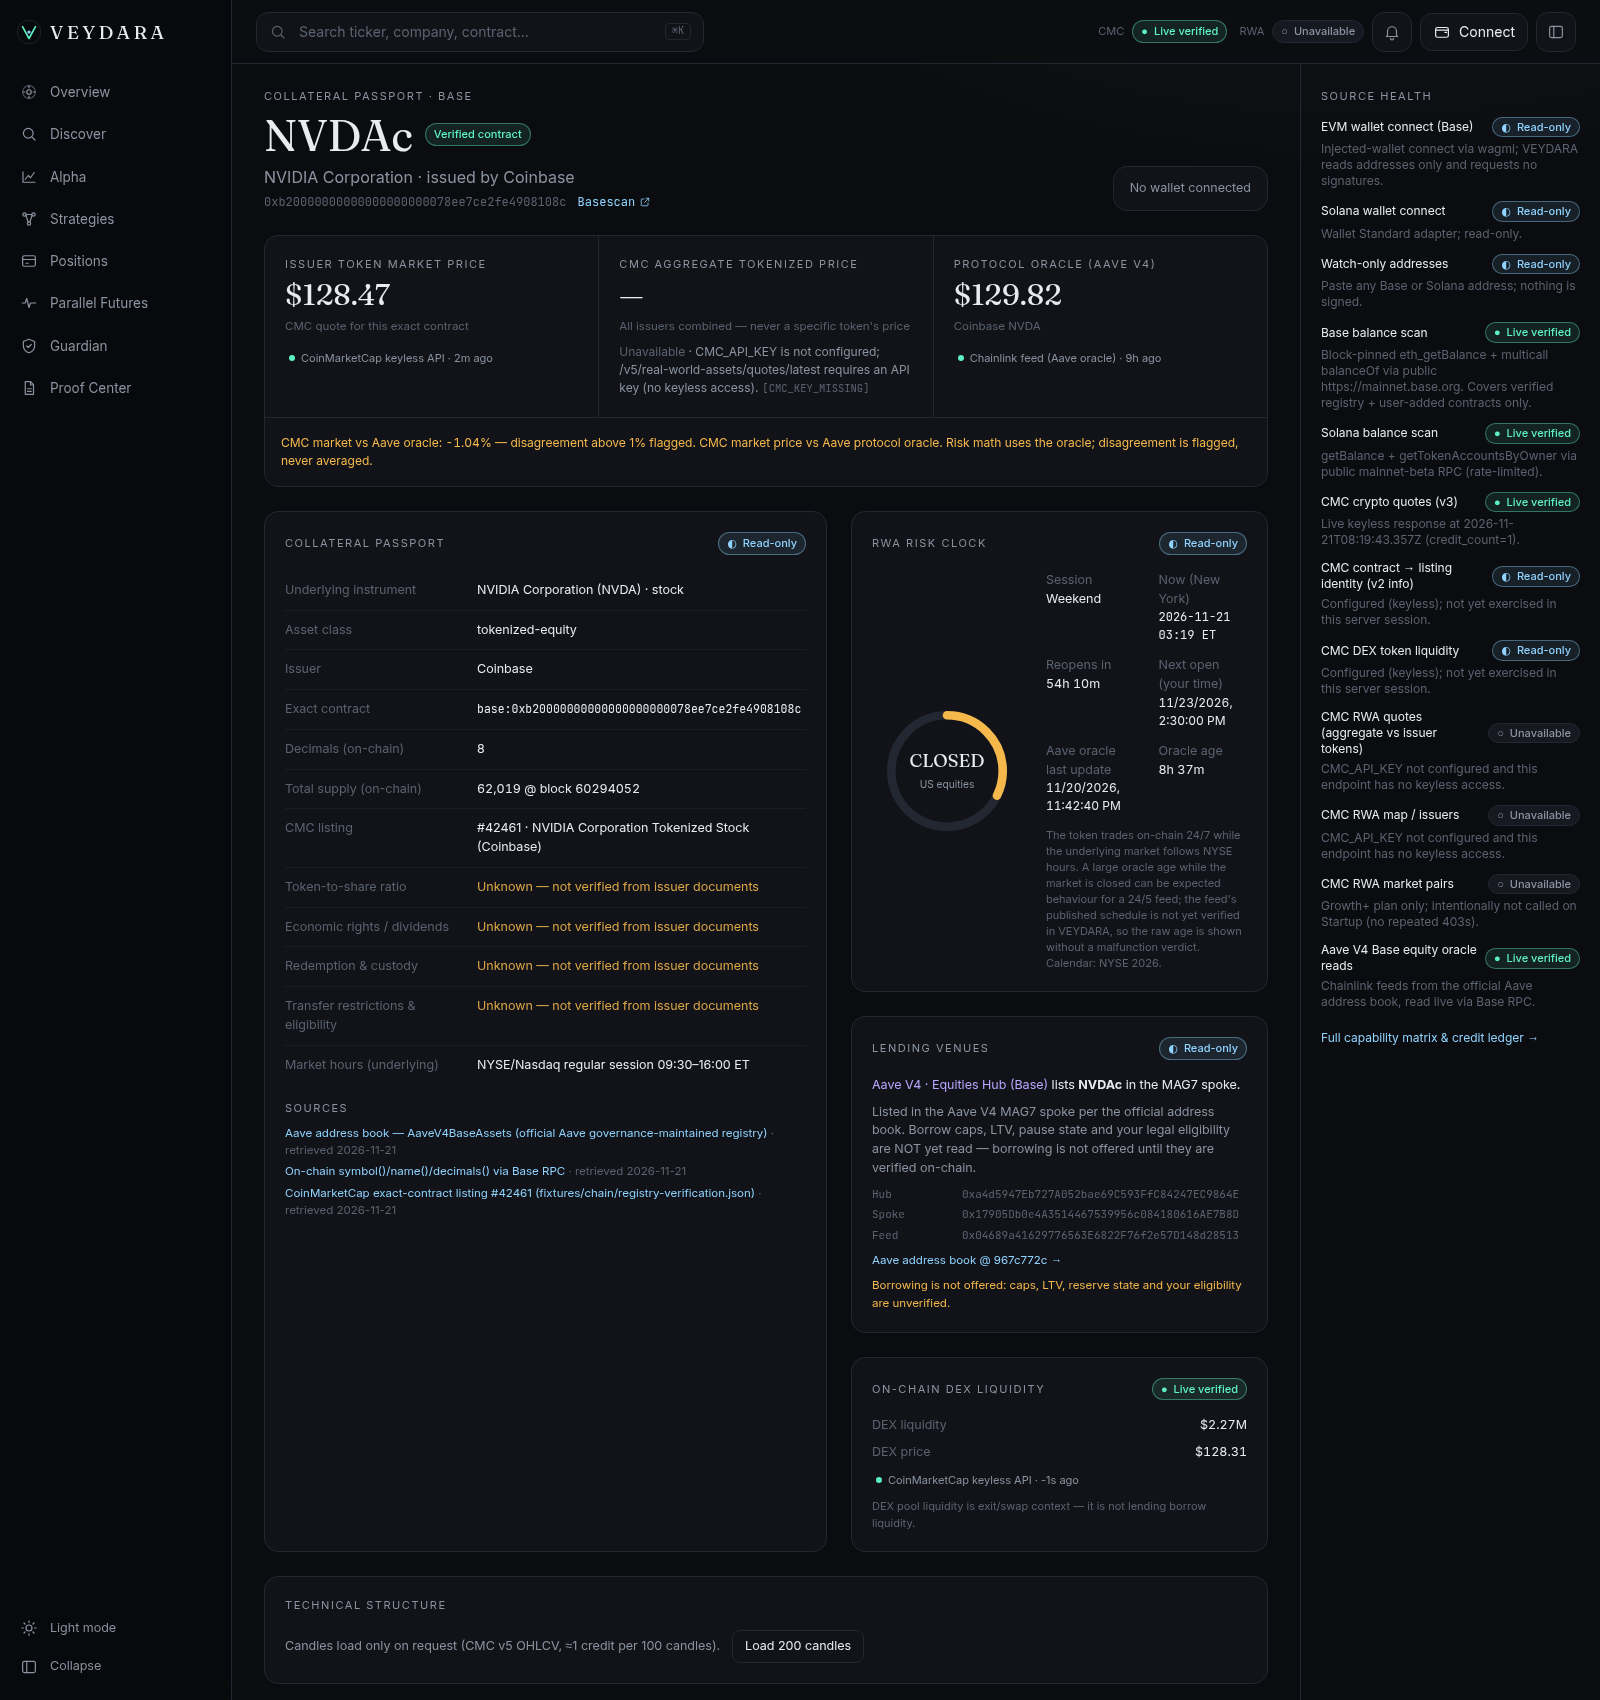 VEYDARA
Search ticker, company, contract...
⌘K
CMC
Live verified
RWA
Unavailable
Connect
Overview
Discover
Alpha
Strategies
Positions
Parallel Futures
Guardian
Proof Center
Light mode
Collapse
COLLATERAL PASSPORT · BASE
NVDAc
Verified contract
NVIDIA Corporation · issued by Coinbase
0xb20000000000000000000078ee7ce2fe4908108c
Basescan
No wallet connected
ISSUER TOKEN MARKET PRICE
$128.47
CMC quote for this exact contract
CoinMarketCap keyless API · 2m ago
CMC AGGREGATE TOKENIZED PRICE
—
All issuers combined — never a specific token's price
Unavailable · CMC_API_KEY is not configured;
/v5/real-world-assets/quotes/latest requires an API
key (no keyless access). [CMC_KEY_MISSING]
PROTOCOL ORACLE (AAVE V4)
$129.82
Coinbase NVDA
Chainlink feed (Aave oracle) · 9h ago
CMC market vs Aave oracle: -1.04% — disagreement above 1% flagged. CMC market price vs Aave protocol oracle. Risk math uses the oracle; disagreement is flagged,
never averaged.
COLLATERAL PASSPORT
Read-only
Underlying instrument
NVIDIA Corporation (NVDA) · stock
Asset class
tokenized-equity
Issuer
Coinbase
Exact contract
base:0xb20000000000000000000078ee7ce2fe4908108c
Decimals (on-chain)
8
Total supply (on-chain)
62,019 @ block 60294052
CMC listing
#42461 · NVIDIA Corporation Tokenized Stock
(Coinbase)
Token-to-share ratio
Unknown — not verified from issuer documents
Economic rights / dividends
Unknown — not verified from issuer documents
Redemption & custody
Unknown — not verified from issuer documents
Transfer restrictions &
eligibility
Unknown — not verified from issuer documents
Market hours (underlying)
NYSE/Nasdaq regular session 09:30–16:00 ET
SOURCES
Aave address book — AaveV4BaseAssets (official Aave governance-maintained registry) ·
retrieved 2026-11-21
On-chain symbol()/name()/decimals() via Base RPC · retrieved 2026-11-21
CoinMarketCap exact-contract listing #42461 (fixtures/chain/registry-verification.json) ·
retrieved 2026-11-21
RWA RISK CLOCK
Read-only
CLOSED
US equities
Session
Weekend
Now (New
York)
2026-11-21
03:19 ET
Reopens in
54h 10m
Next open
(your time)
11/23/2026,
2:30:00 PM
Aave oracle
last update
11/20/2026,
11:42:40 PM
Oracle age
8h 37m
The token trades on-chain 24/7 while
the underlying market follows NYSE
hours. A large oracle age while the
market is closed can be expected
behaviour for a 24/5 feed; the feed's
published schedule is not yet verified
in VEYDARA, so the raw age is shown
without a malfunction verdict.
Calendar: NYSE 2026.
LENDING VENUES
Read-only
Aave V4 · Equities Hub (Base) lists NVDAc in the MAG7 spoke.
Listed in the Aave V4 MAG7 spoke per the official address
book. Borrow caps, LTV, pause state and your legal eligibility
are NOT yet read — borrowing is not offered until they are
verified on-chain.
Hub
0xa4d5947Eb727A052bae69C593FfC84247EC9864E
Spoke
0x17905Db0e4A3514467539956c084180616AE7B8D
Feed
0x04689a41629776563E6822F76f2e57D148d28513
Aave address book @ 967c772c →
Borrowing is not offered: caps, LTV, reserve state and your eligibility
are unverified.
ON-CHAIN DEX LIQUIDITY
Live verified
DEX liquidity
$2.27M
DEX price
$128.31
CoinMarketCap keyless API · -1s ago
DEX pool liquidity is exit/swap context — it is not lending borrow
liquidity.
TECHNICAL STRUCTURE
Candles load only on request (CMC v5 OHLCV, ≈1 credit per 100 candles).
Load 200 candles
SOURCE HEALTH
EVM wallet connect (Base)
Read-only
Injected-wallet connect via wagmi; VEYDARA
reads addresses only and requests no
signatures.
Solana wallet connect
Read-only
Wallet Standard adapter; read-only.
Watch-only addresses
Read-only
Paste any Base or Solana address; nothing is
signed.
Base balance scan
Live verified
Block-pinned eth_getBalance + multicall
balanceOf via public
https://mainnet.base.org. Covers verified
registry + user-added contracts only.
Solana balance scan
Live verified
getBalance + getTokenAccountsByOwner via
public mainnet-beta RPC (rate-limited).
CMC crypto quotes (v3)
Live verified
Live keyless response at 2026-11-
21T08:19:43.357Z (credit_count=1).
CMC contract → listing
identity (v2 info)
Read-only
Configured (keyless); not yet exercised in
this server session.
CMC DEX token liquidity
Read-only
Configured (keyless); not yet exercised in
this server session.
CMC RWA quotes
(aggregate vs issuer
tokens)
Unavailable
CMC_API_KEY not configured and this
endpoint has no keyless access.
CMC RWA map / issuers
Unavailable
CMC_API_KEY not configured and this
endpoint has no keyless access.
CMC RWA market pairs
Unavailable
Growth+ plan only; intentionally not called on
Startup (no repeated 403s).
Aave V4 Base equity oracle
reads
Live verified
Chainlink feeds from the official Aave
address book, read live via Base RPC.
Full capability matrix & credit ledger →